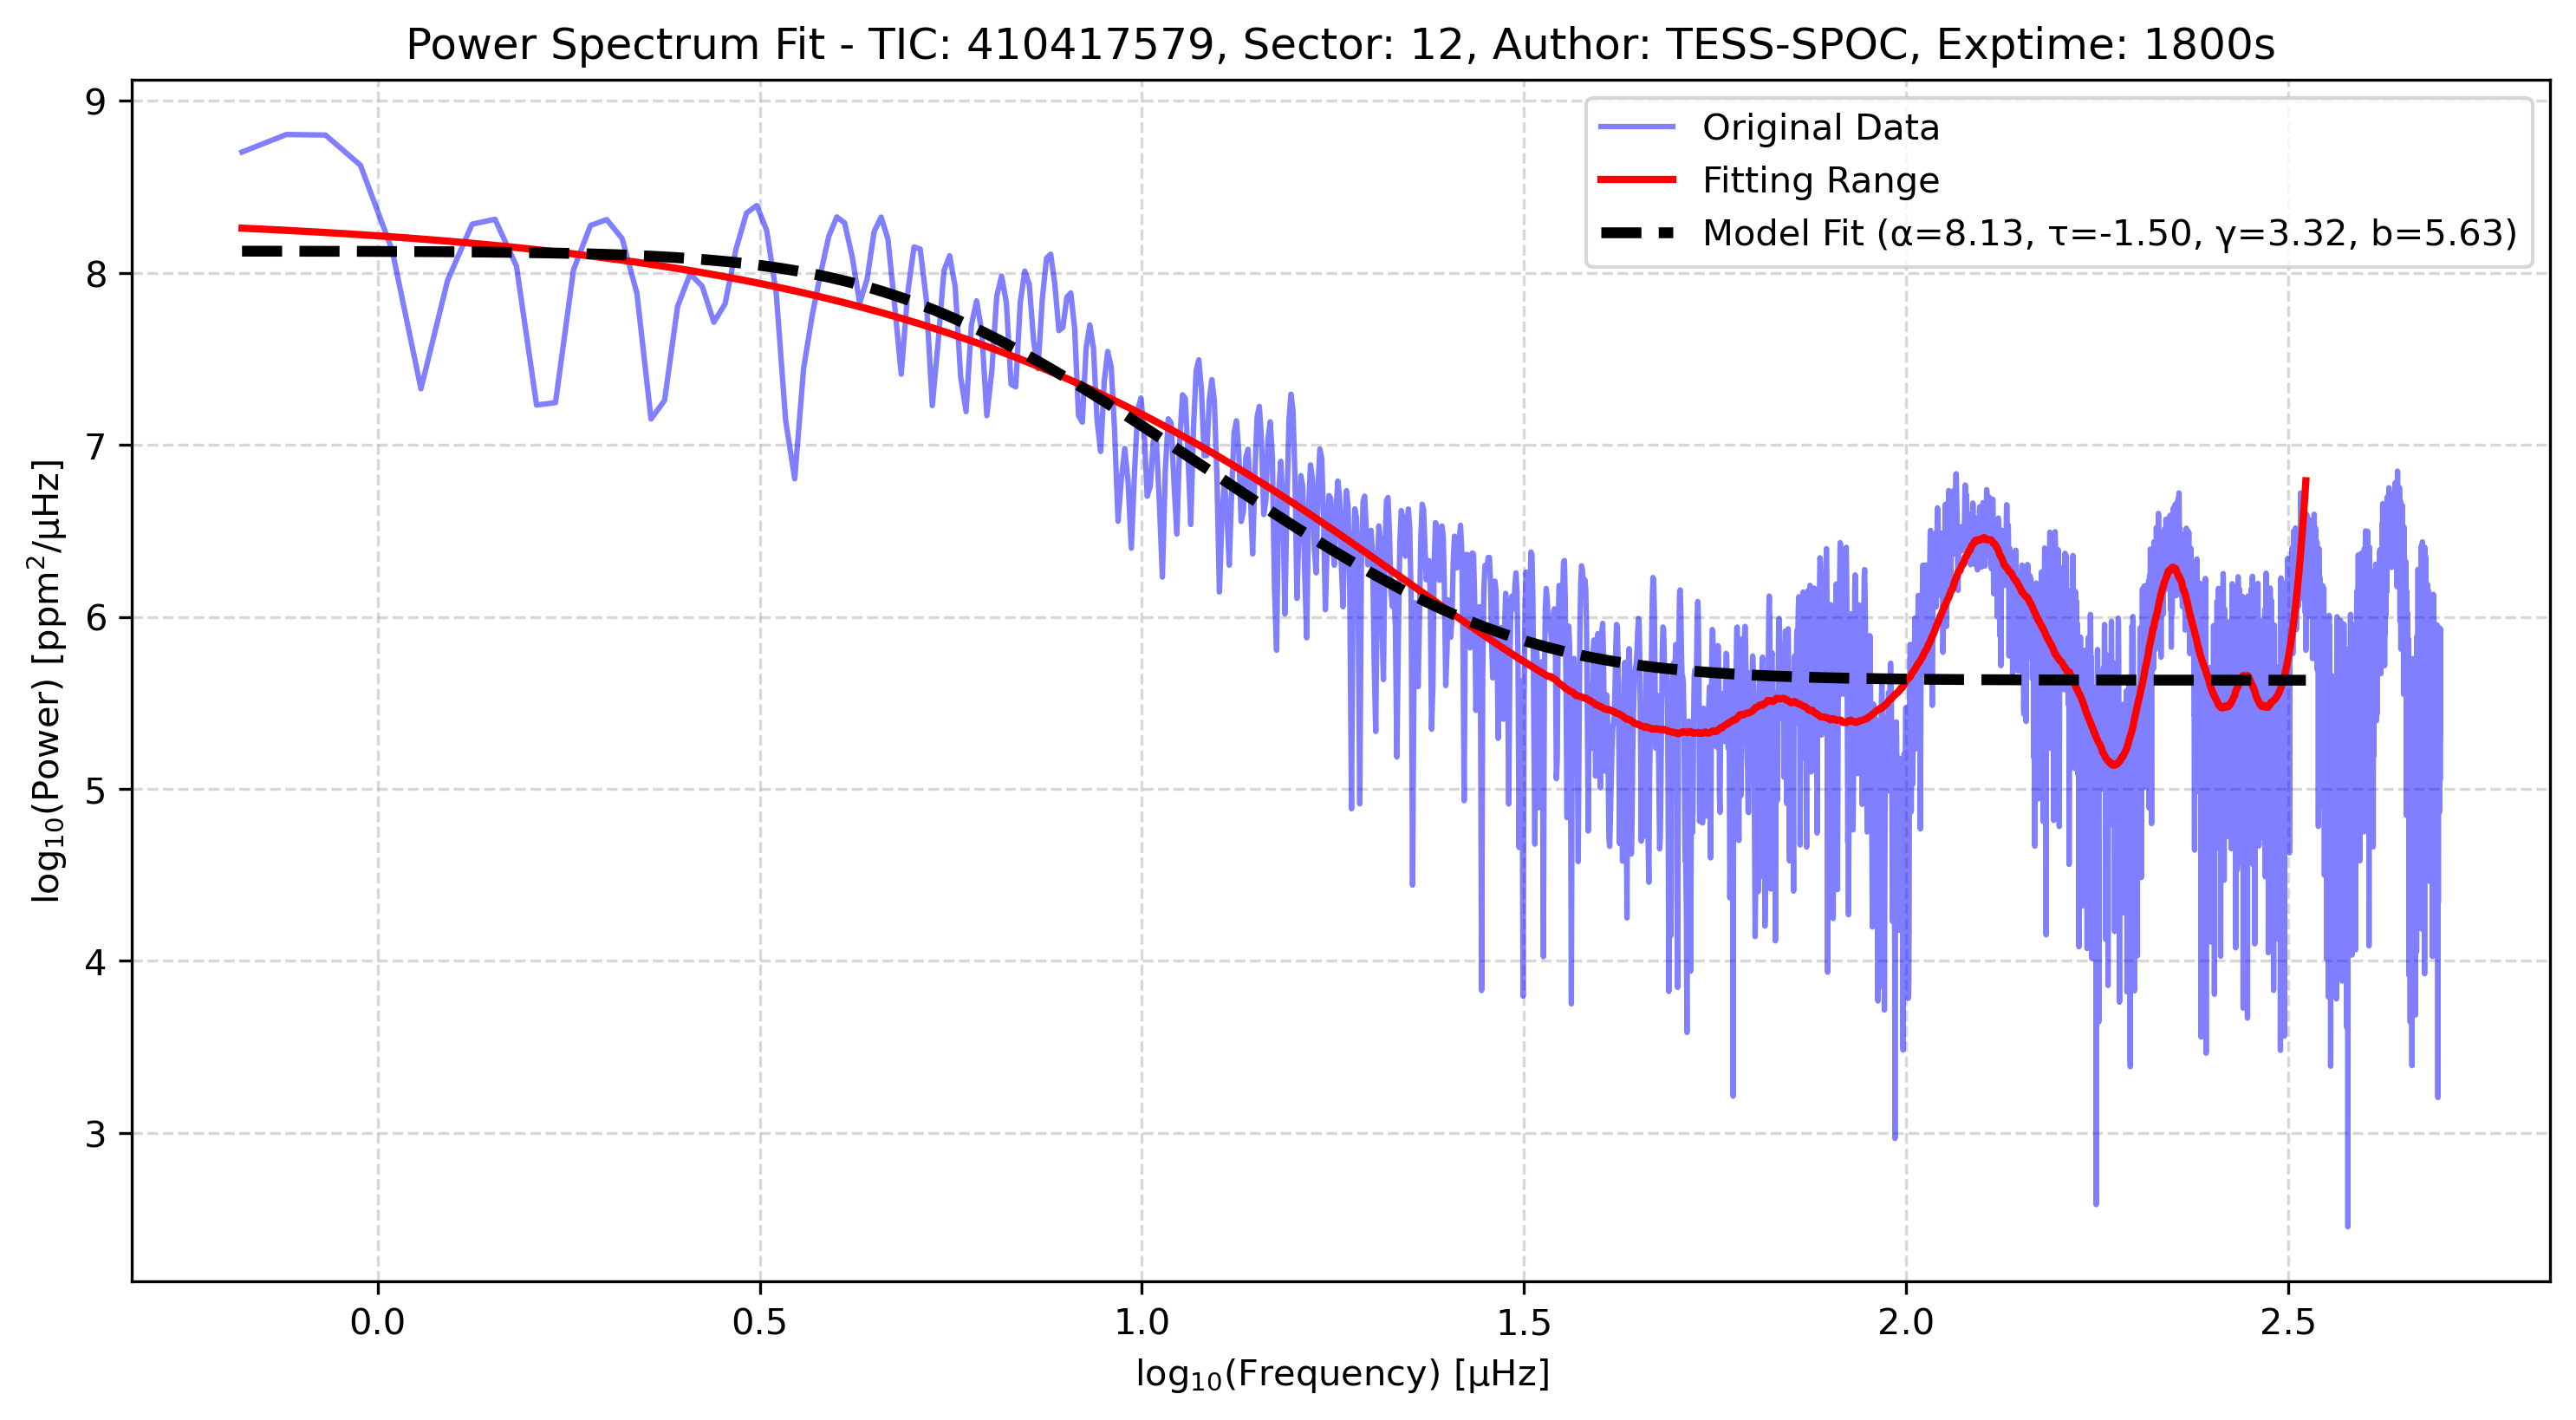 Power Spectrum Fit - TIC: 410417579, Sector: 12, Author: TESS-SPOC, Exptime: 1800s
Original Data
Fitting Range
Model Fit (α=8.13, τ=-1.50, γ=3.32, b=5.63)
log₁₀(Power) [ppm²/μHz]
9
8
7
6
5
4
3
0.0 0.5 1.0 1.5 2.0 2.5
log₁₀(Frequency) [μHz]